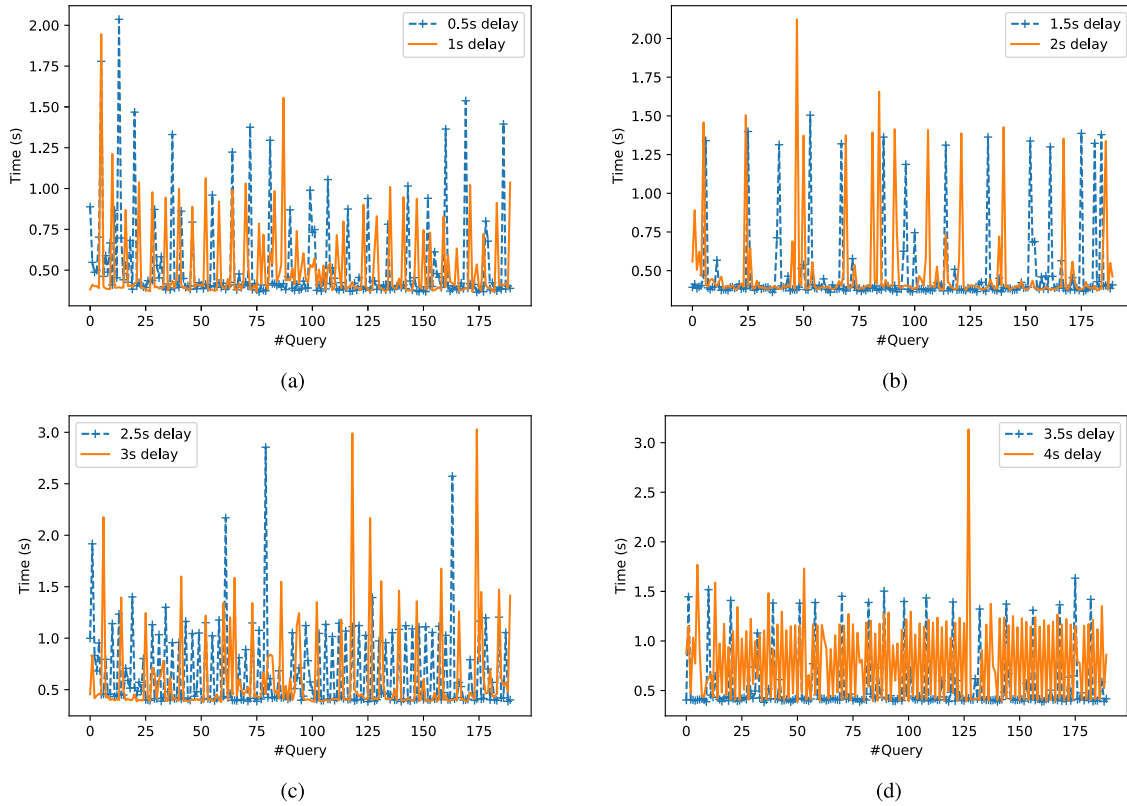 2.00
1.75
1.50
1.25
1.00
0.75
0.50
Time (s)
0.5s delay
1s delay
0 25 50 75 100 125 150 175
#Query
(a)
2.00
1.75
1.50
1.25
1.00
0.75
0.50
Time (s)
1.5s delay
2s delay
0 25 50 75 100 125 150 175
#Query
(b)
3.0
2.5
2.0
1.5
1.0
0.5
Time (s)
2.5s delay
3s delay
0 25 50 75 100 125 150 175
#Query
(c)
3.0
2.5
2.0
1.5
1.0
0.5
Time (s)
3.5s delay
4s delay
0 25 50 75 100 125 150 175
#Query
(d)